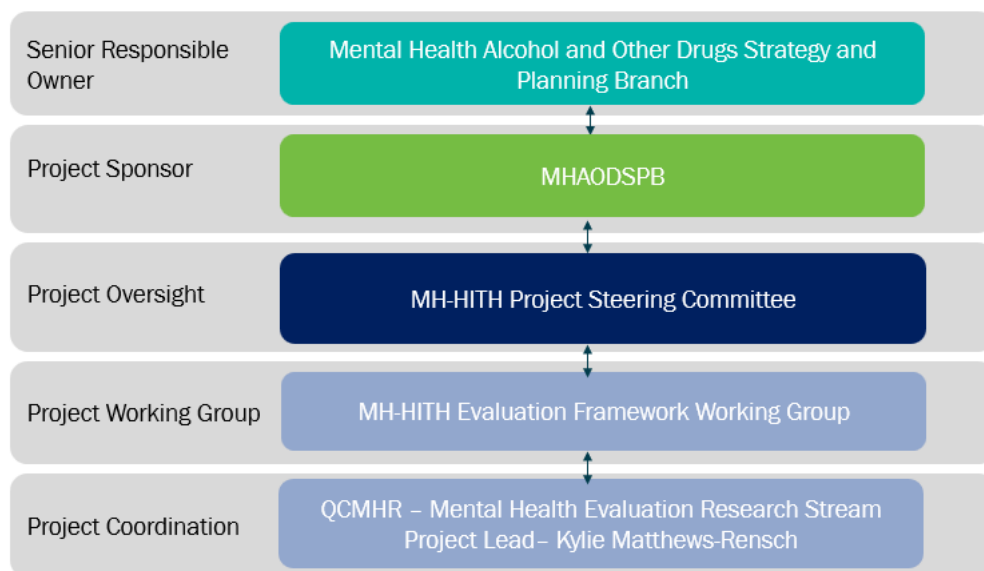 Senior Responsible
Owner
Mental Health Alcohol and Other Drugs Strategy and
Planning Branch
Project Sponsor
MHAODSPB
Project Oversight
MH-HITH Project Steering Committee
Project Working Group
MH-HITH Evaluation Framework Working Group
Project Coordination
QCMHR – Mental Health Evaluation Research Stream
Project Lead– Kylie Matthews-Rensch